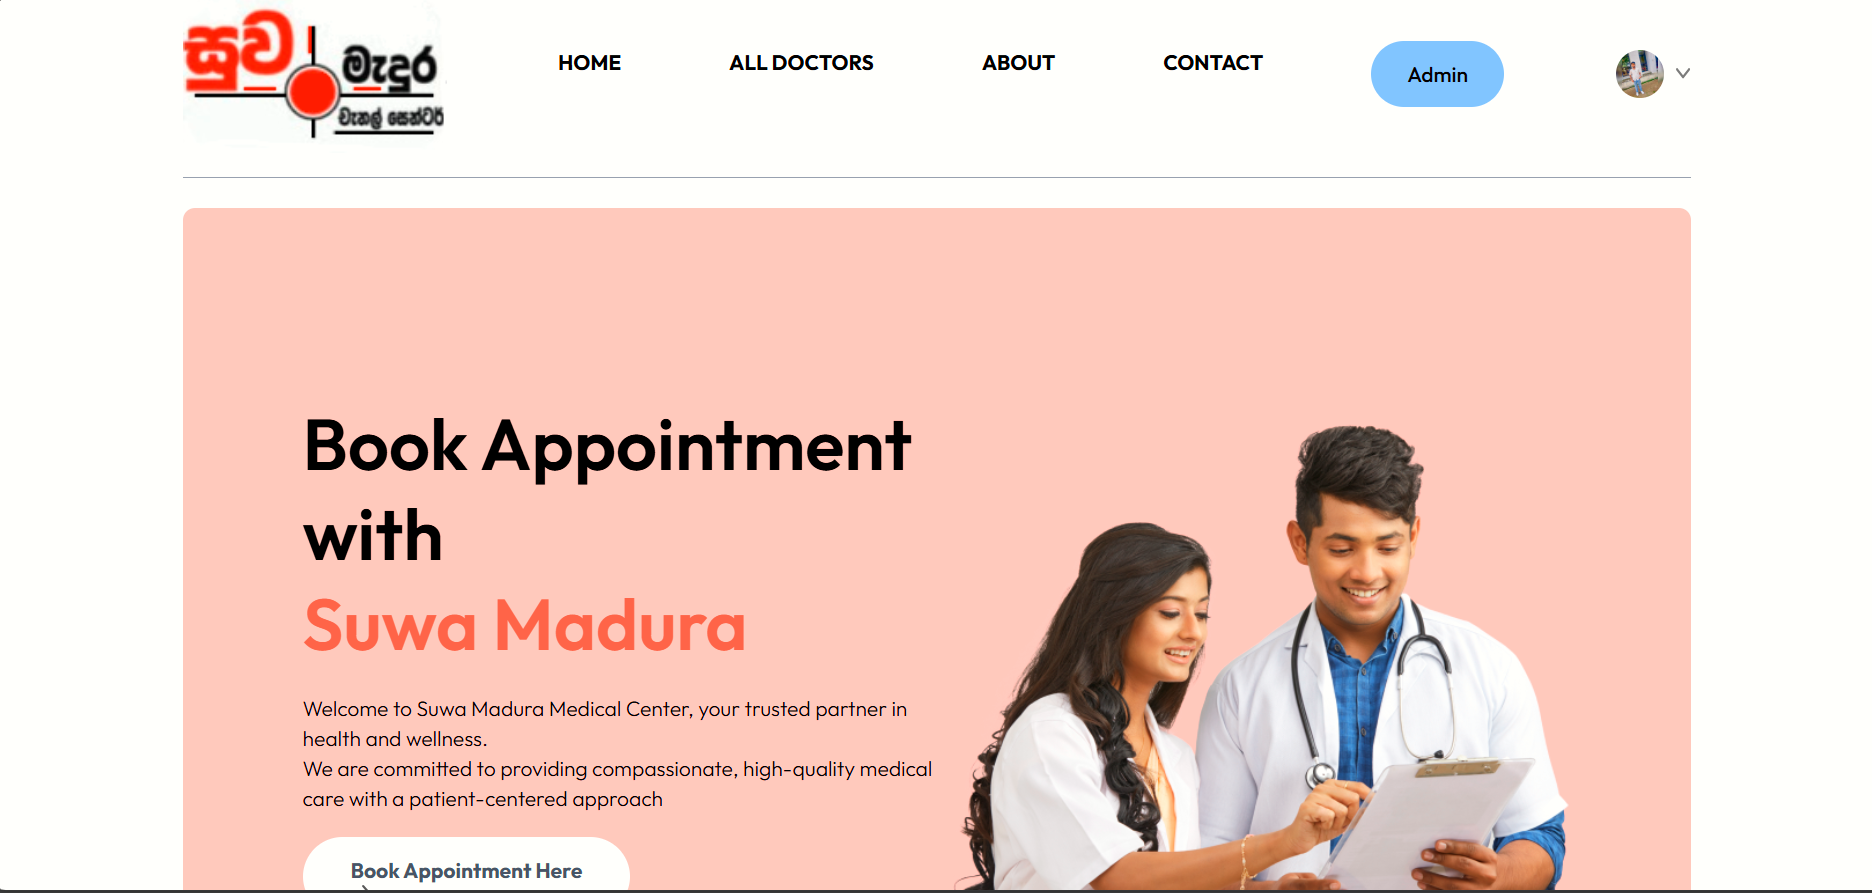 සුව
මැදුර
චැනල් සෙන්ටර්
HOME
ALL DOCTORS
ABOUT
CONTACT
Admin
Book Appointment
with
Suwa Madura
Welcome to Suwa Madura Medical Center, your trusted partner in
health and wellness.
We are committed to providing compassionate, high-quality medical
care with a patient-centered approach
Book Appointment Here